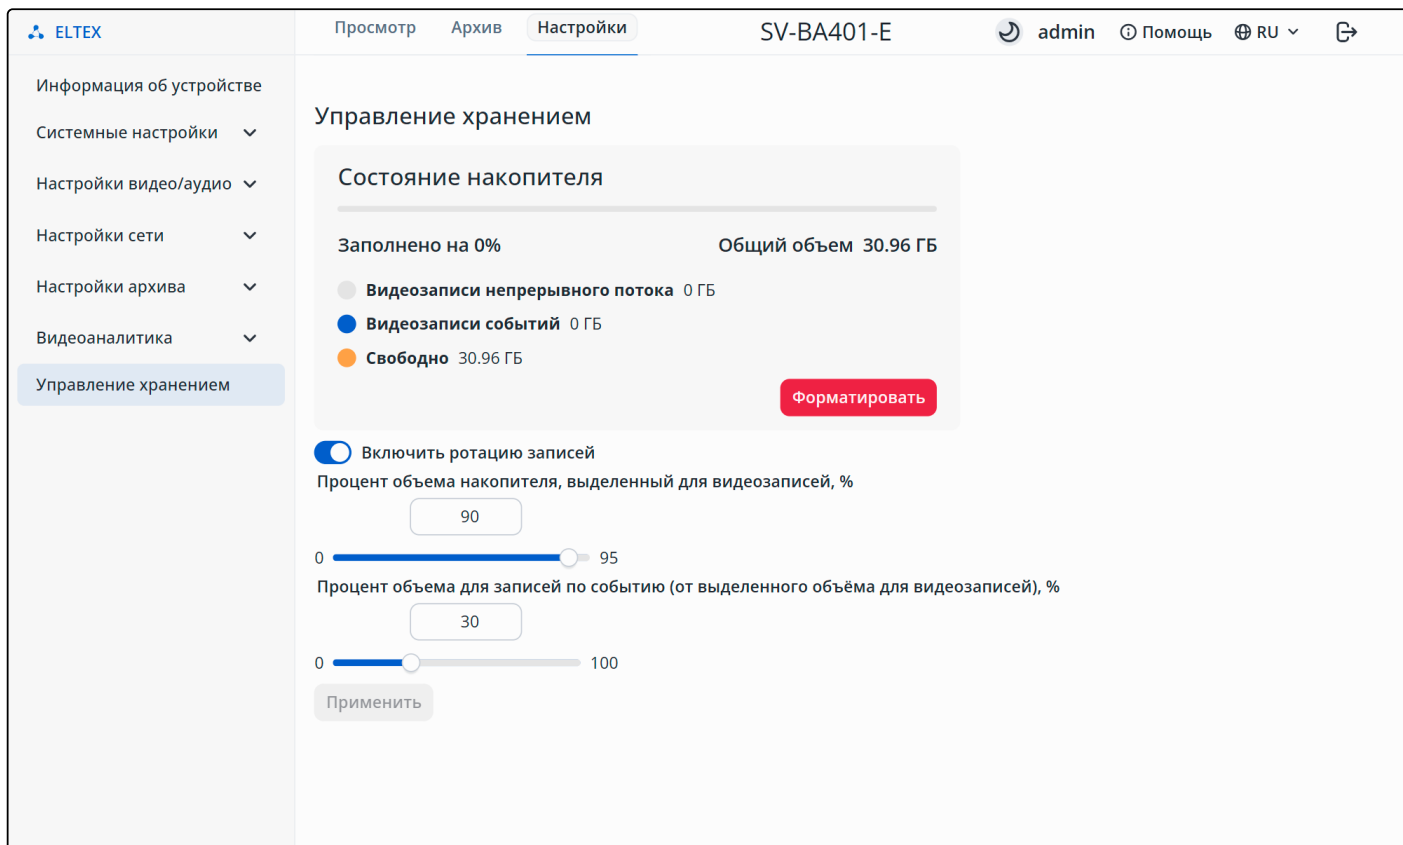 ELTEX
Просмотр Архив Настройки SV-BA401-E admin Помощь RU
Информация об устройстве
Системные настройки
Настройки видео/аудио
Настройки сети
Настройки архива
Видеоаналитика
Управление хранением
Управление хранением
Состояние накопителя
Заполнено на 0% Общий объем 30.96 ГБ
Видеозаписи непрерывного потока 0 ГБ
Видеозаписи событий 0 ГБ
Свободно 30.96 ГБ
Форматировать
Включить ротацию записей
Процент объема накопителя, выделенный для видеозаписей, %
90
0 95
Процент объема для записей по событию (от выделенного объёма для видеозаписей), %
30
0 100
Применить